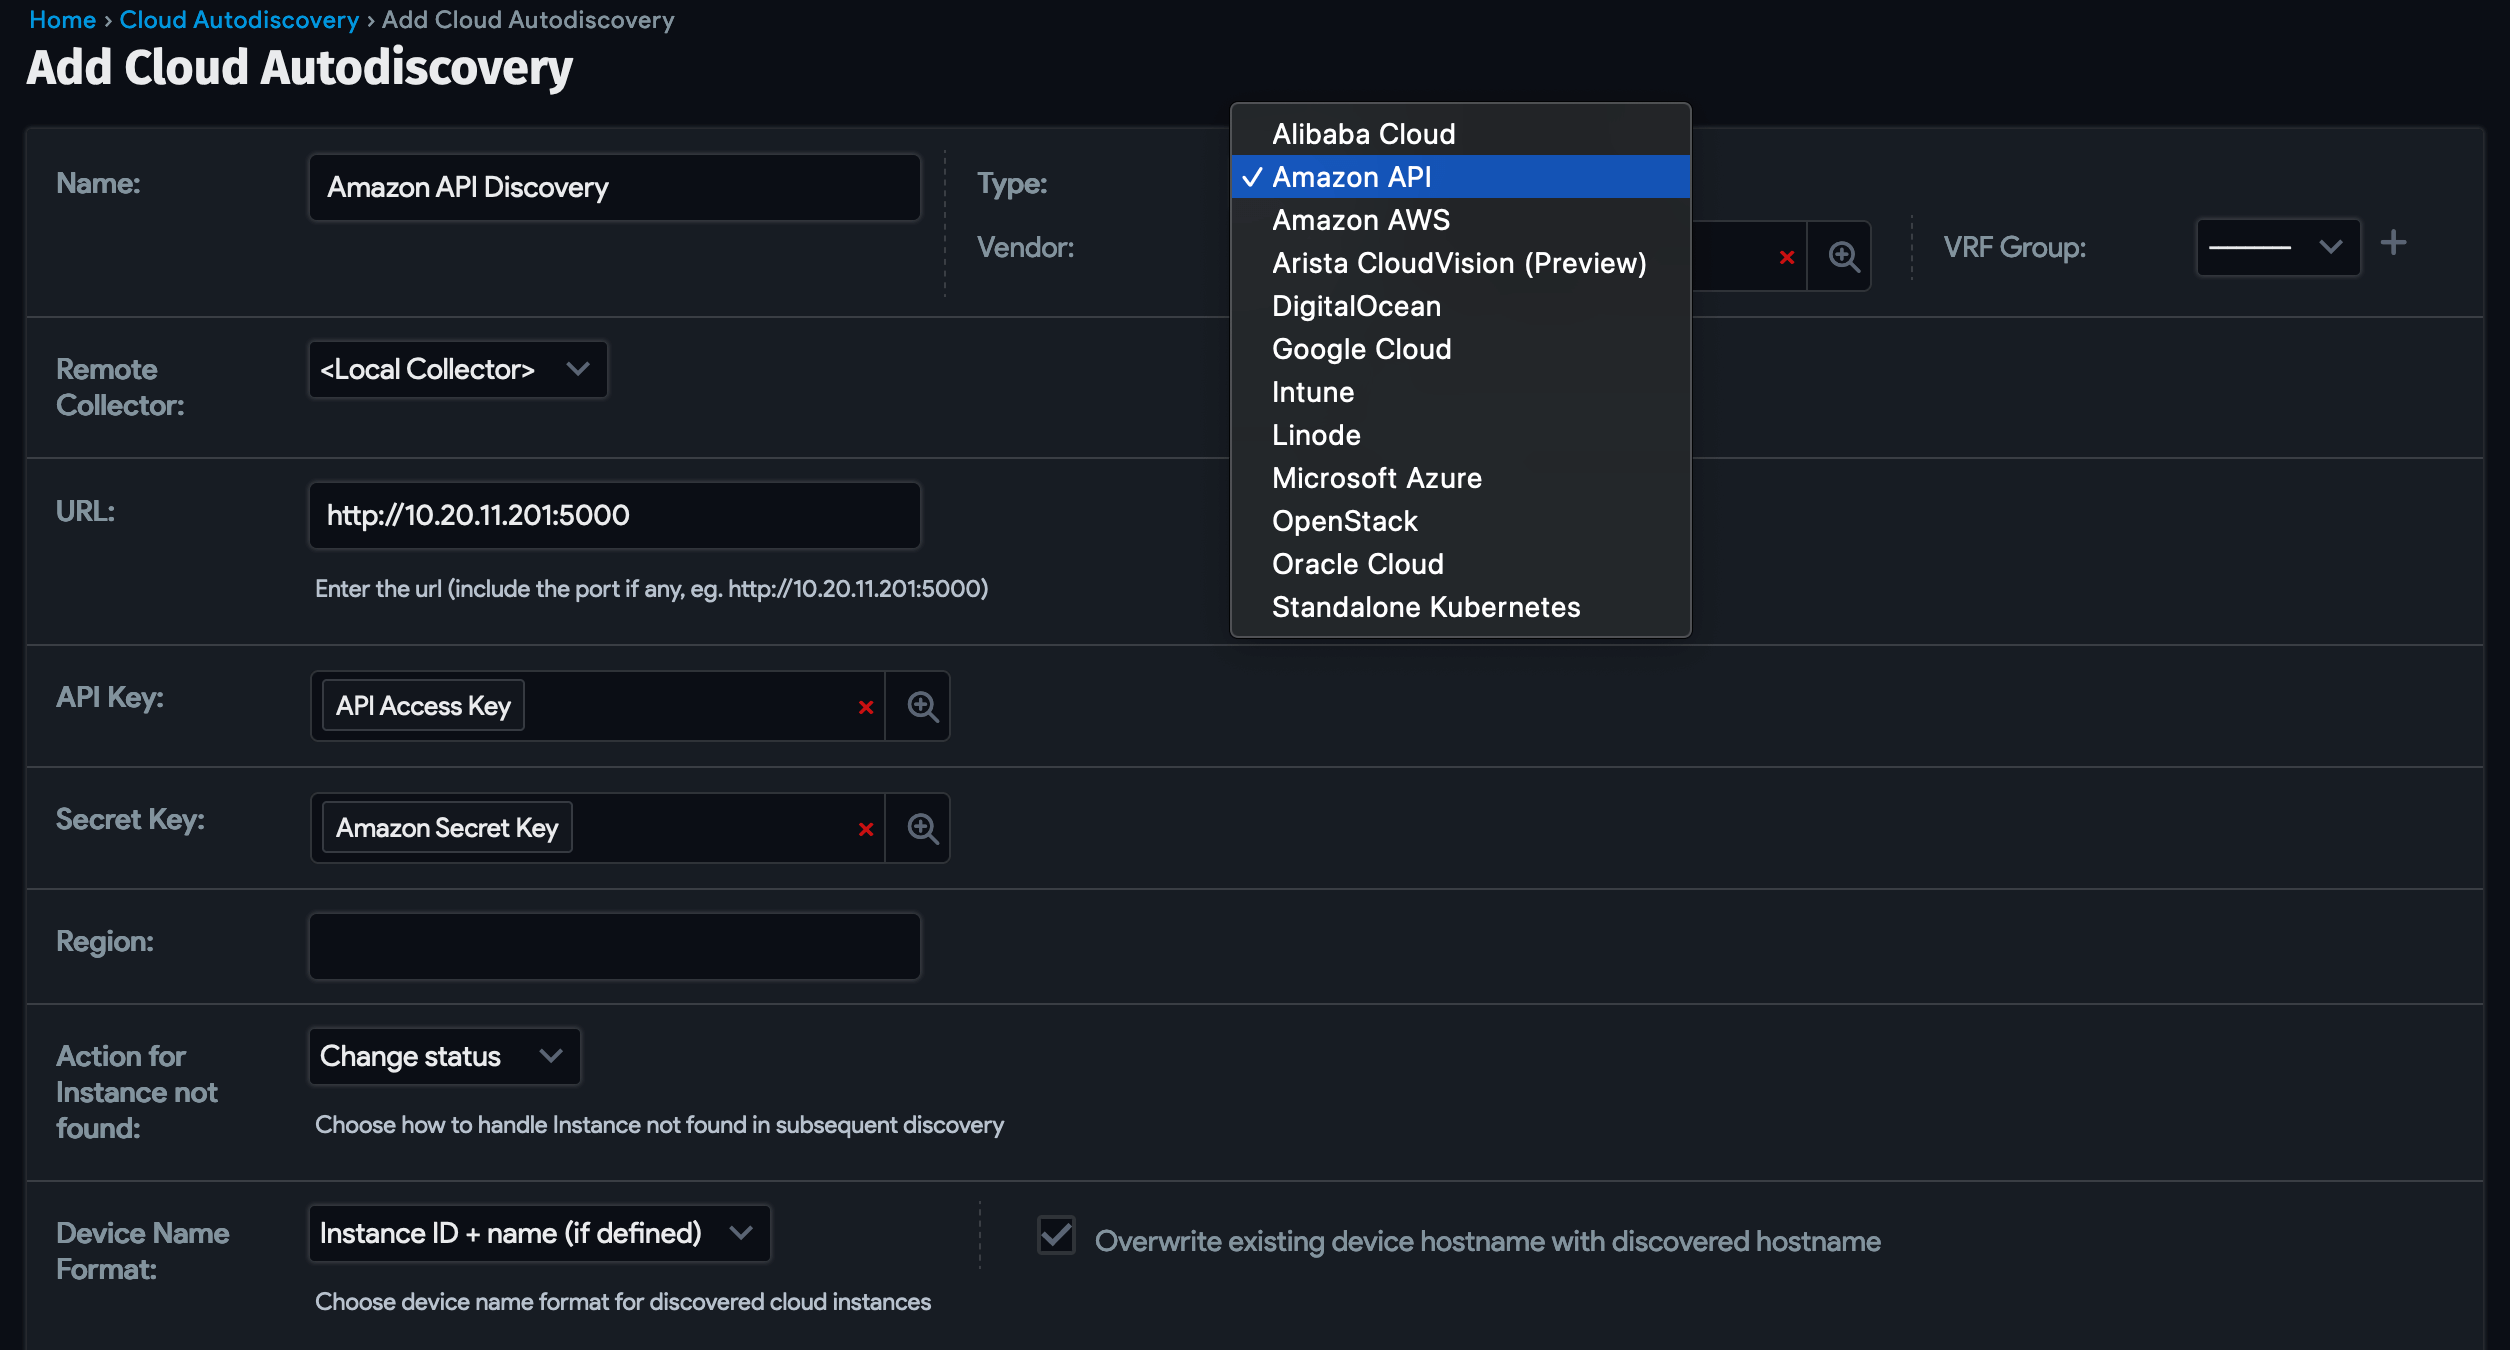 Home › Cloud Autodiscovery › Add Cloud Autodiscovery
Add Cloud Autodiscovery
Name:
Amazon API Discovery
Type:
Alibaba Cloud
✓ Amazon API
Amazon AWS
Arista CloudVision (Preview)
DigitalOcean
Google Cloud
Intune
Linode
Microsoft Azure
OpenStack
Oracle Cloud
Standalone Kubernetes
Vendor:
VRF Group:
Remote
Collector:
<Local Collector>
URL:
http://10.20.11.201:5000
Enter the url (include the port if any, eg. http://10.20.11.201:5000)
API Key:
API Access Key
Secret Key:
Amazon Secret Key
Region:
Action for
Instance not
found:
Change status
Choose how to handle Instance not found in subsequent discovery
Device Name
Format:
Instance ID + name (if defined)
Overwrite existing device hostname with discovered hostname
Choose device name format for discovered cloud instances